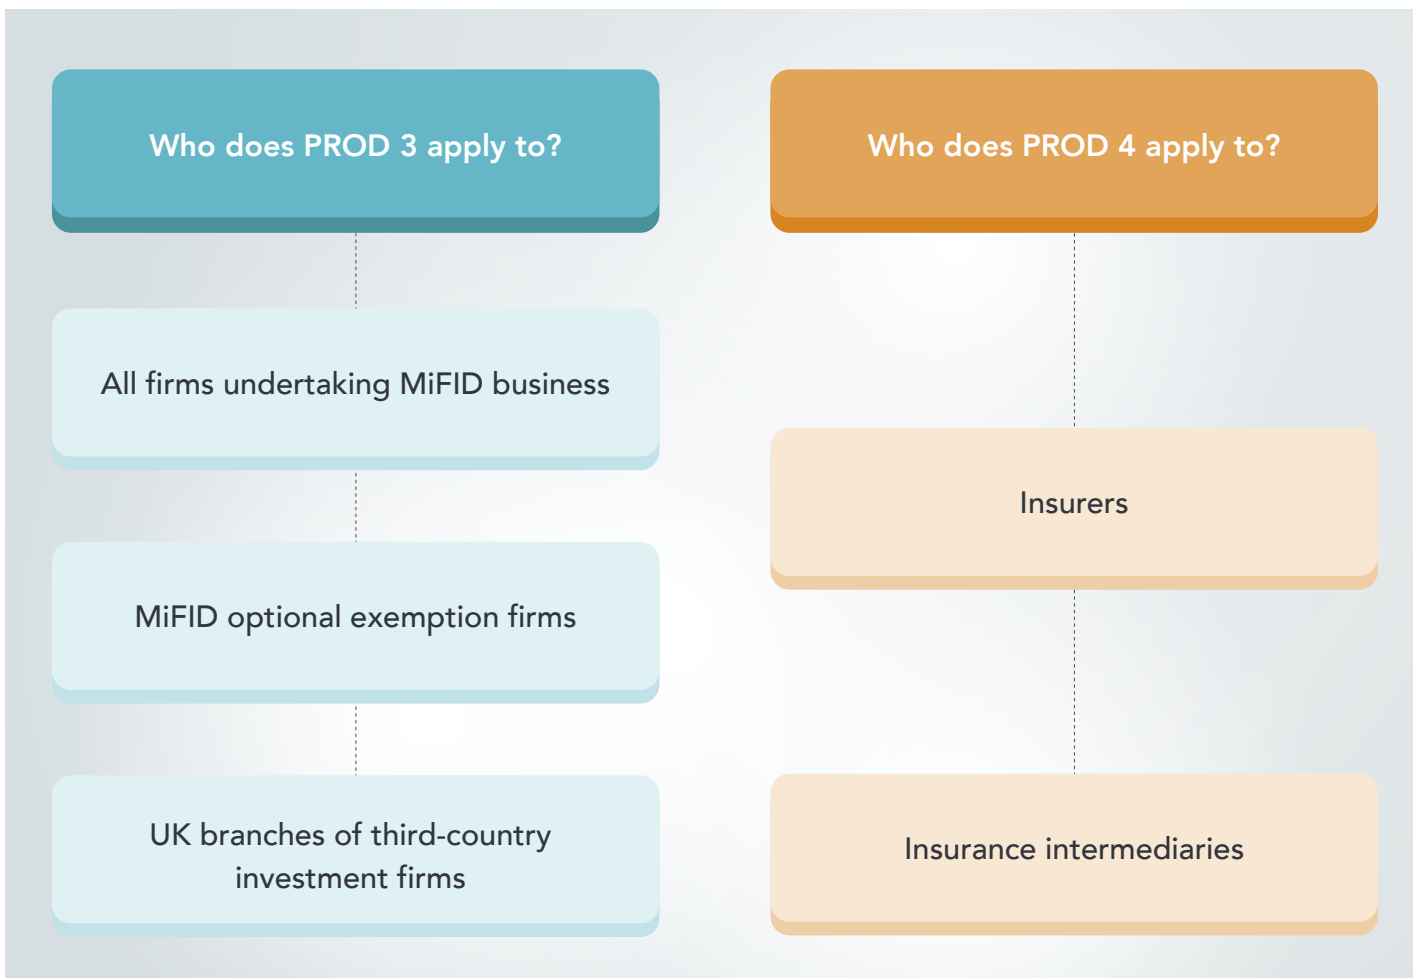 Who does PROD 3 apply to?
All firms undertaking MiFID business
MiFID optional exemption firms
UK branches of third-country
investment firms
Who does PROD 4 apply to?
Insurers
Insurance intermediaries